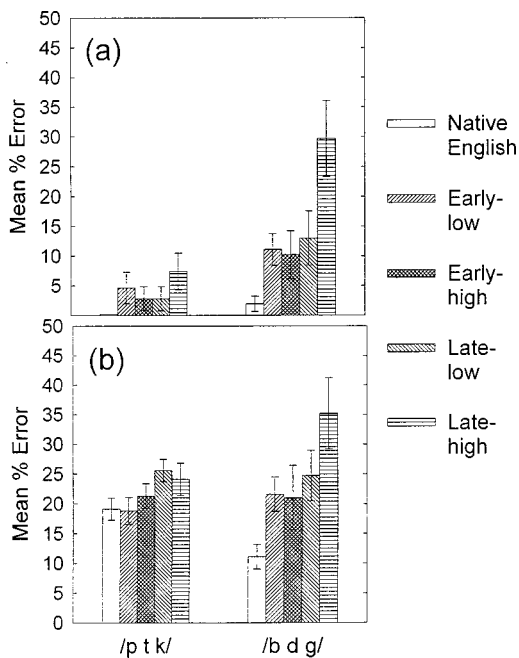 50
45
40
35
30
25
20
15
10
5
Mean % Error
(a)
50
45
40
35
30
25
20
15
10
5
0
Mean % Error
(b)
/p t k/
/b d g/
Native
English
Early-
low
Early-
high
Late-
low
Late-
high